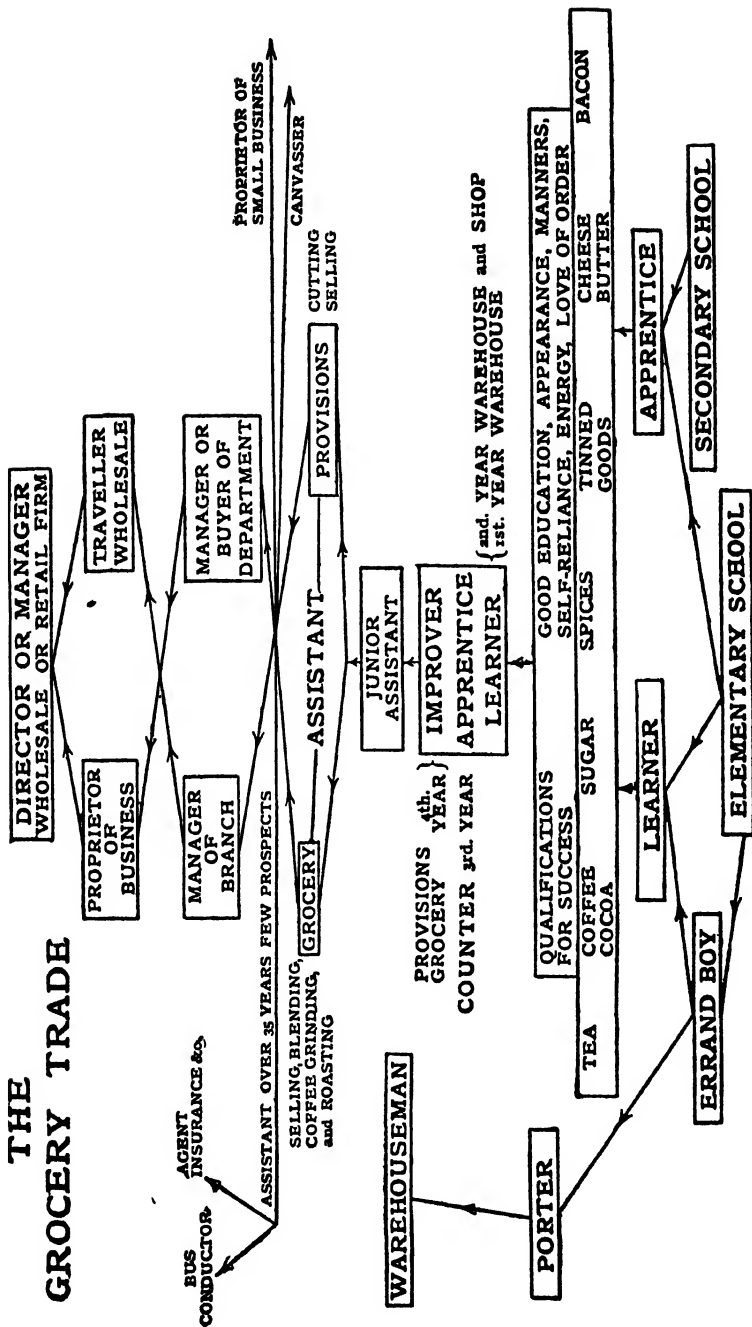 THE
GROCERY TRADE
DIRECTOR OR MANAGER
WHOLESALE OR RETAIL FIRM
PROPRIETOR
OF
BUSINESS
TRAVELLER
WHOLESALE
MANAGER
OF
BRANCH
MANAGER OR
BUYER OF
DEPARTMENT
BUS
CONDUCTOR
AGENT
INSURANCE &c,
ASSISTANT OVER 35 YEARS FEW PROSPECTS
PROPRIETOR OF
SMALL BUSINESS
CANVASSER
SELLING, BLENDING,
COFFEE GRINDING,
and ROASTING
GROCERY
ASSISTANT
PROVISIONS
CUTTING
SELLING
JUNIOR
ASSISTANT
PROVISIONS 4th.
GROCERY YEAR
COUNTER 3rd. YEAR
IMPROVER
APPRENTICE
LEARNER
2nd. YEAR WAREHOUSE and SHOP
1st. YEAR WAREHOUSE
WAREHOUSEMAN
QUALIFICATIONS
FOR SUCCESS
GOOD EDUCATION, APPEARANCE, MANNERS,
SELF-RELIANCE, ENERGY, LOVE OF ORDER
TEA
COFFEE
COCOA
SUGAR
SPICES
TINNED
GOODS
CHEESE
BUTTER
BACON
PORTER
LEARNER
APPRENTICE
ERRAND BOY
ELEMENTARY SCHOOL
SECONDARY SCHOOL